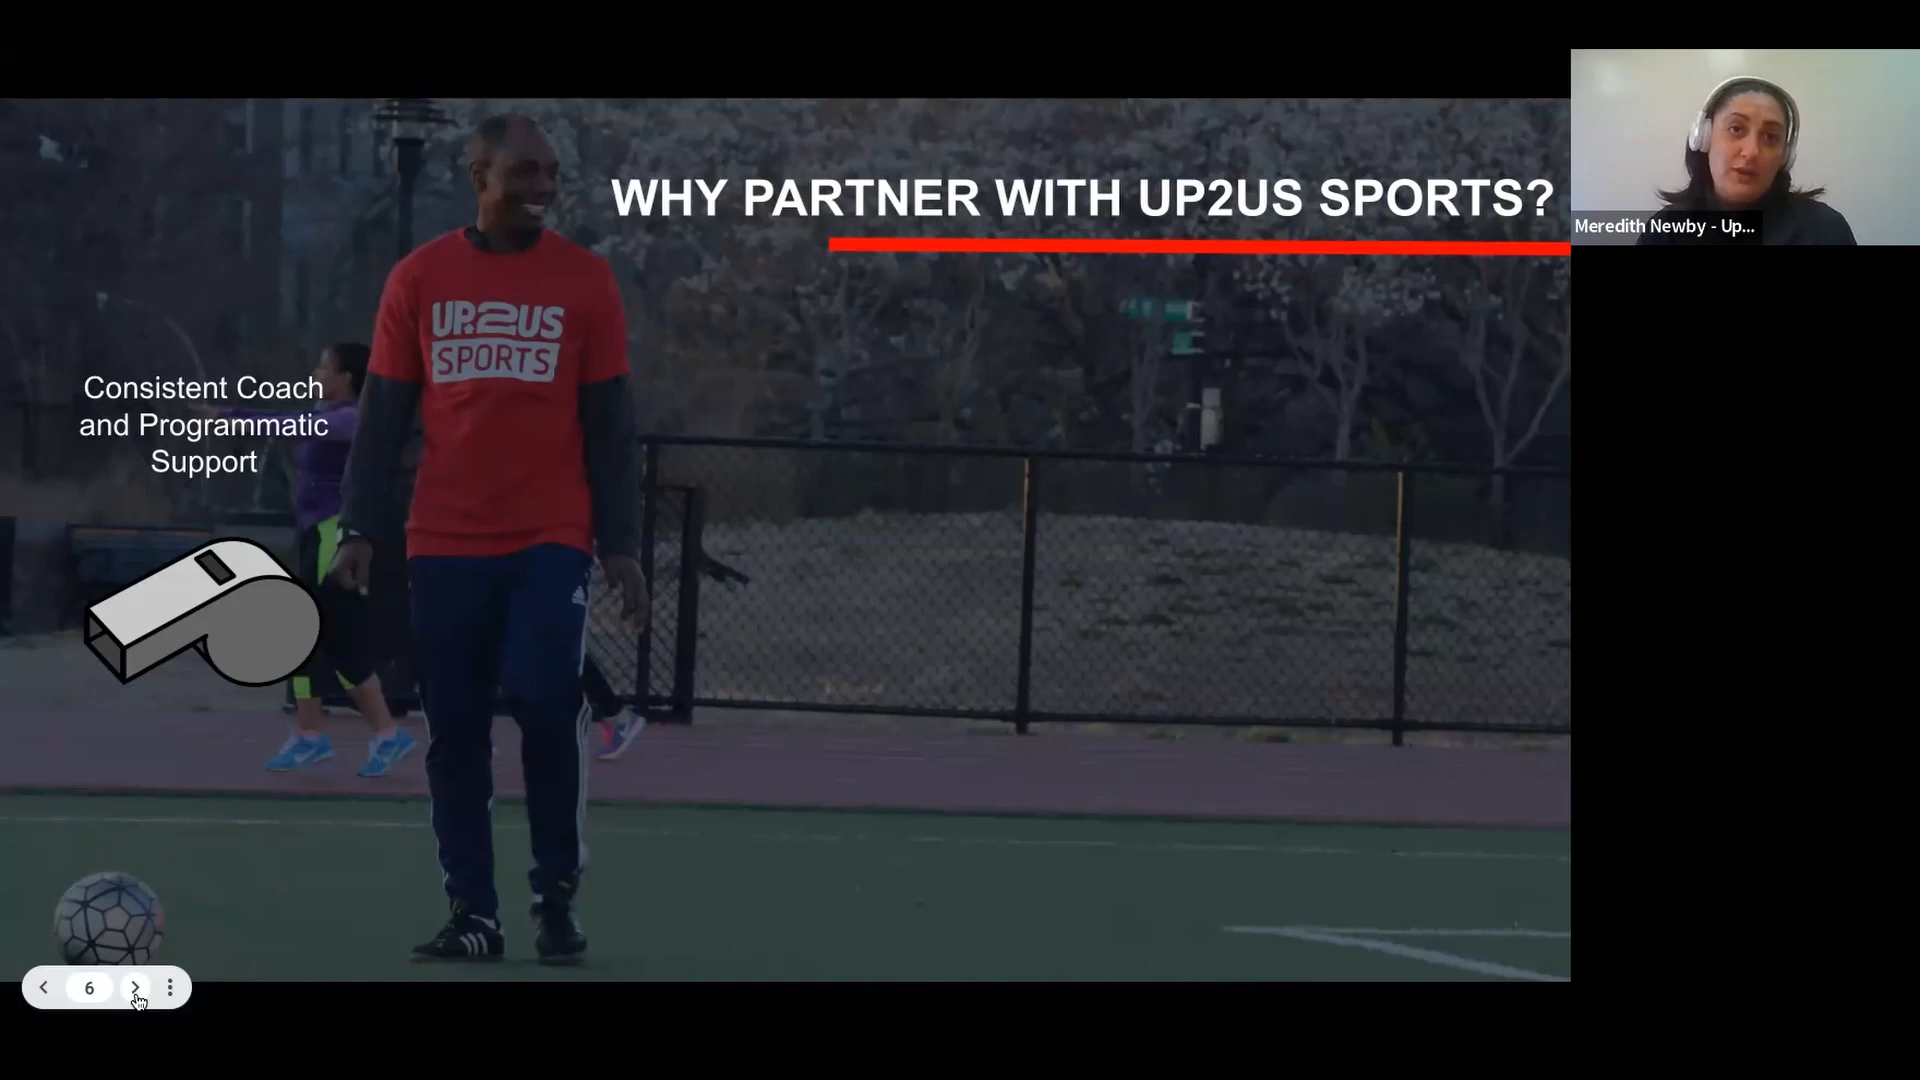 WHY PARTNER WITH UP2US SPORTS?
Meredith Newby - Up...
UP2US
SPORTS
Consistent Coach
and Programmatic
Support
6